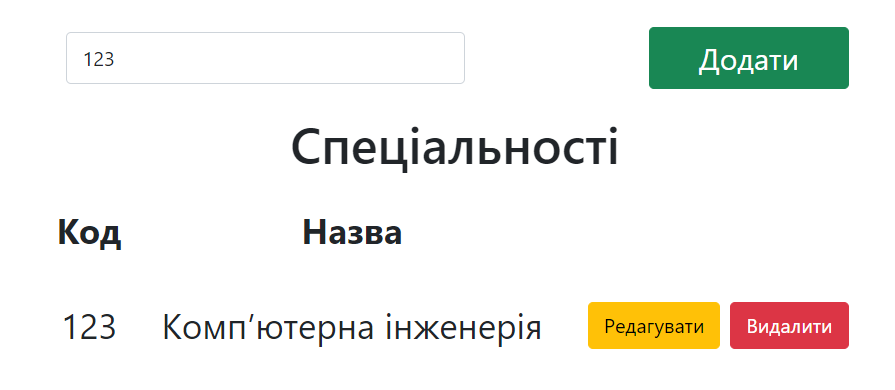 123 Додати
Спеціальності
Код Назва
123 Комп’ютерна інженерія Редагувати Видалити